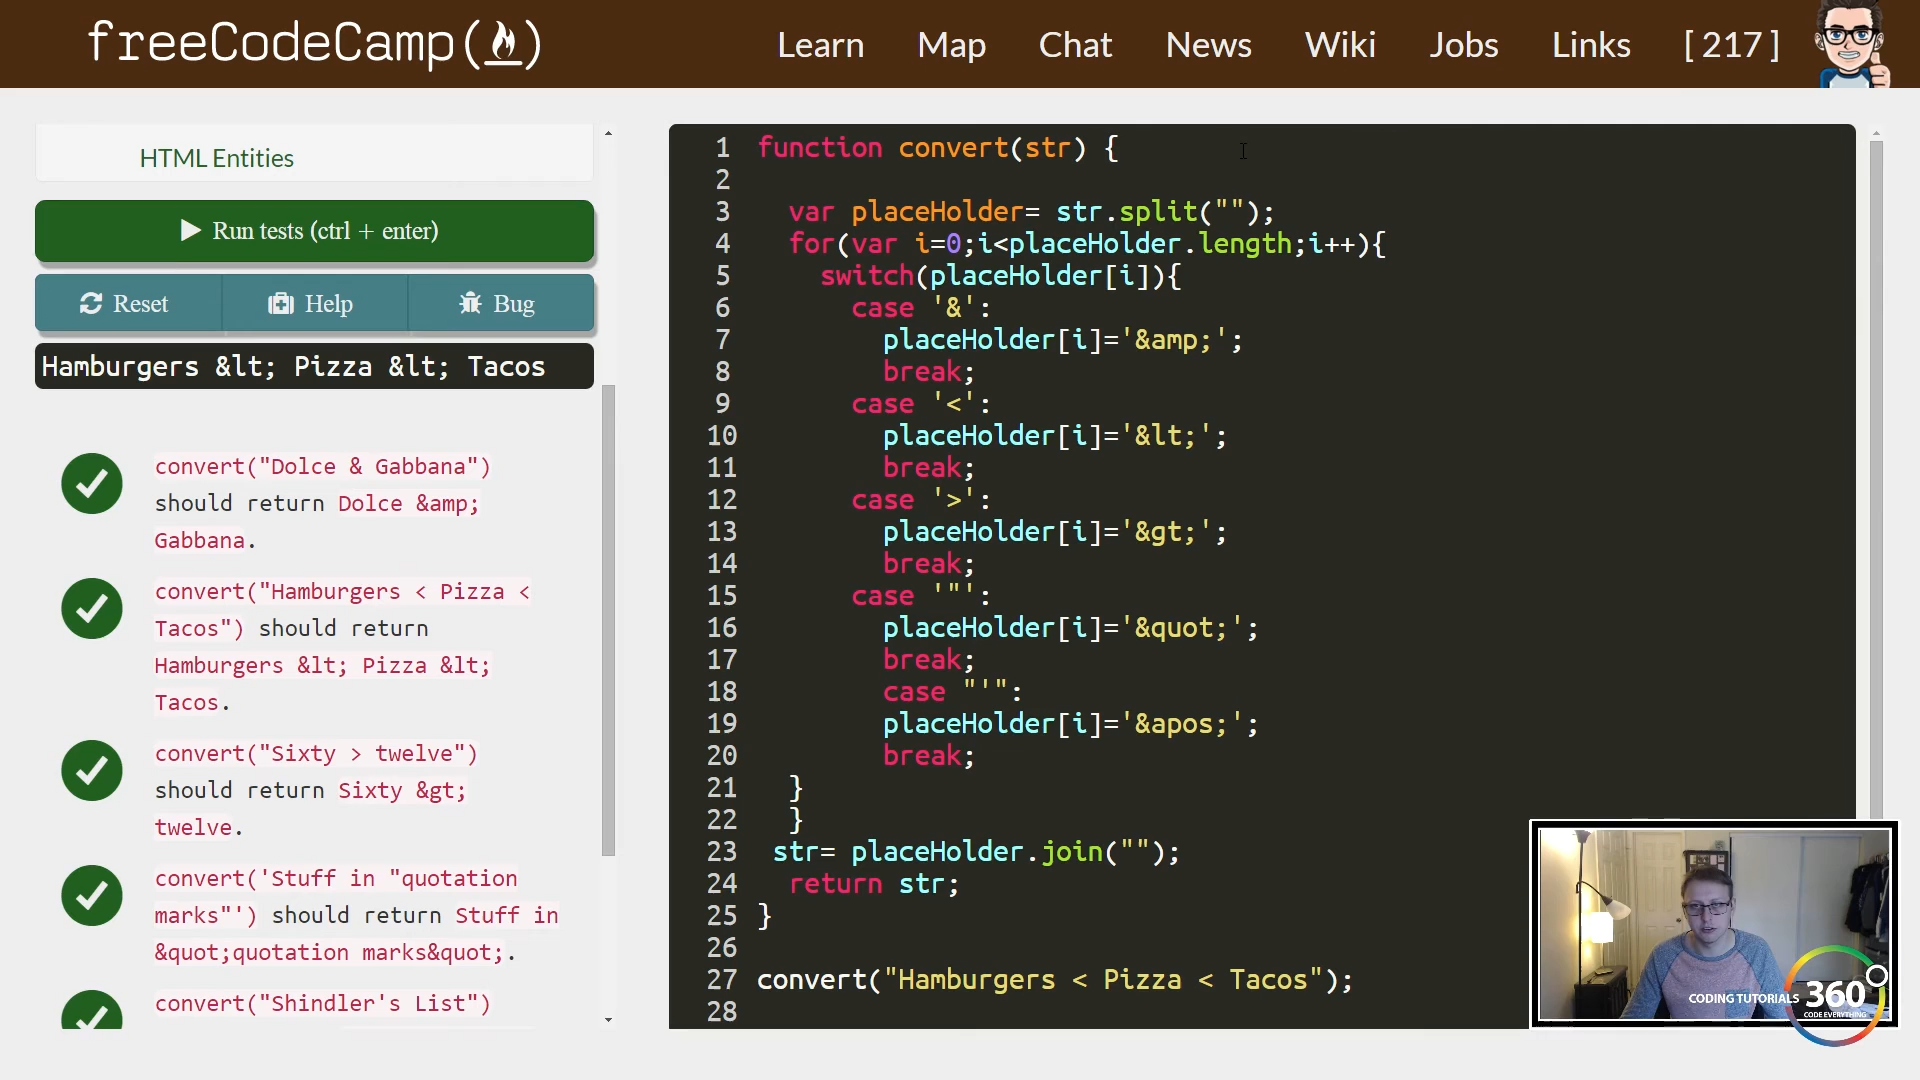 freeCodeCamp(🔥)
Learn Map Chat News Wiki Jobs Links [ 217 ]
HTML Entities
Run tests (ctrl + enter)
Reset Help Bug
Hamburgers &lt; Pizza &lt; Tacos
convert("Dolce & Gabbana")
should return Dolce &amp;
Gabbana.
convert("Hamburgers < Pizza <
Tacos") should return
Hamburgers &lt; Pizza &lt;
Tacos.
convert("Sixty > twelve")
should return Sixty &gt;
twelve.
convert('Stuff in "quotation
marks"') should return Stuff in
&quot;quotation marks&quot;.
convert("Shindler's List")
1 function convert(str) {
2
3 var placeHolder= str.split("");
4 for(var i=0;i<placeHolder.length;i++){
5 switch(placeHolder[i]){
6 case '&':
7 placeHolder[i]='&amp;';
8 break;
9 case '<':
10 placeHolder[i]='&lt;';
11 break;
12 case '>':
13 placeHolder[i]='&gt;';
14 break;
15 case '"':
16 placeHolder[i]='&quot;';
17 break;
18 case "'":
19 placeHolder[i]='&apos;';
20 break;
21 }
22 }
23 str= placeHolder.join("");
24 return str;
25 }
26
27 convert("Hamburgers < Pizza < Tacos");
28
CODING TUTORIALS 360
CODE EVERYTHING